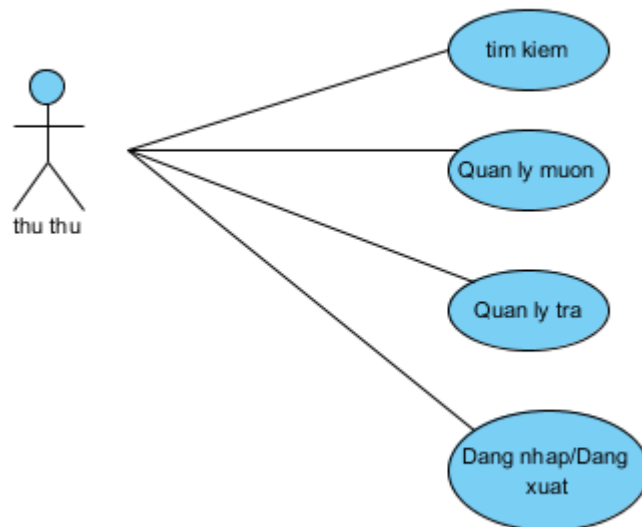 tim kiem
Quan ly muon
thu thu
Quan ly tra
Dang nhap/Dang
xuat